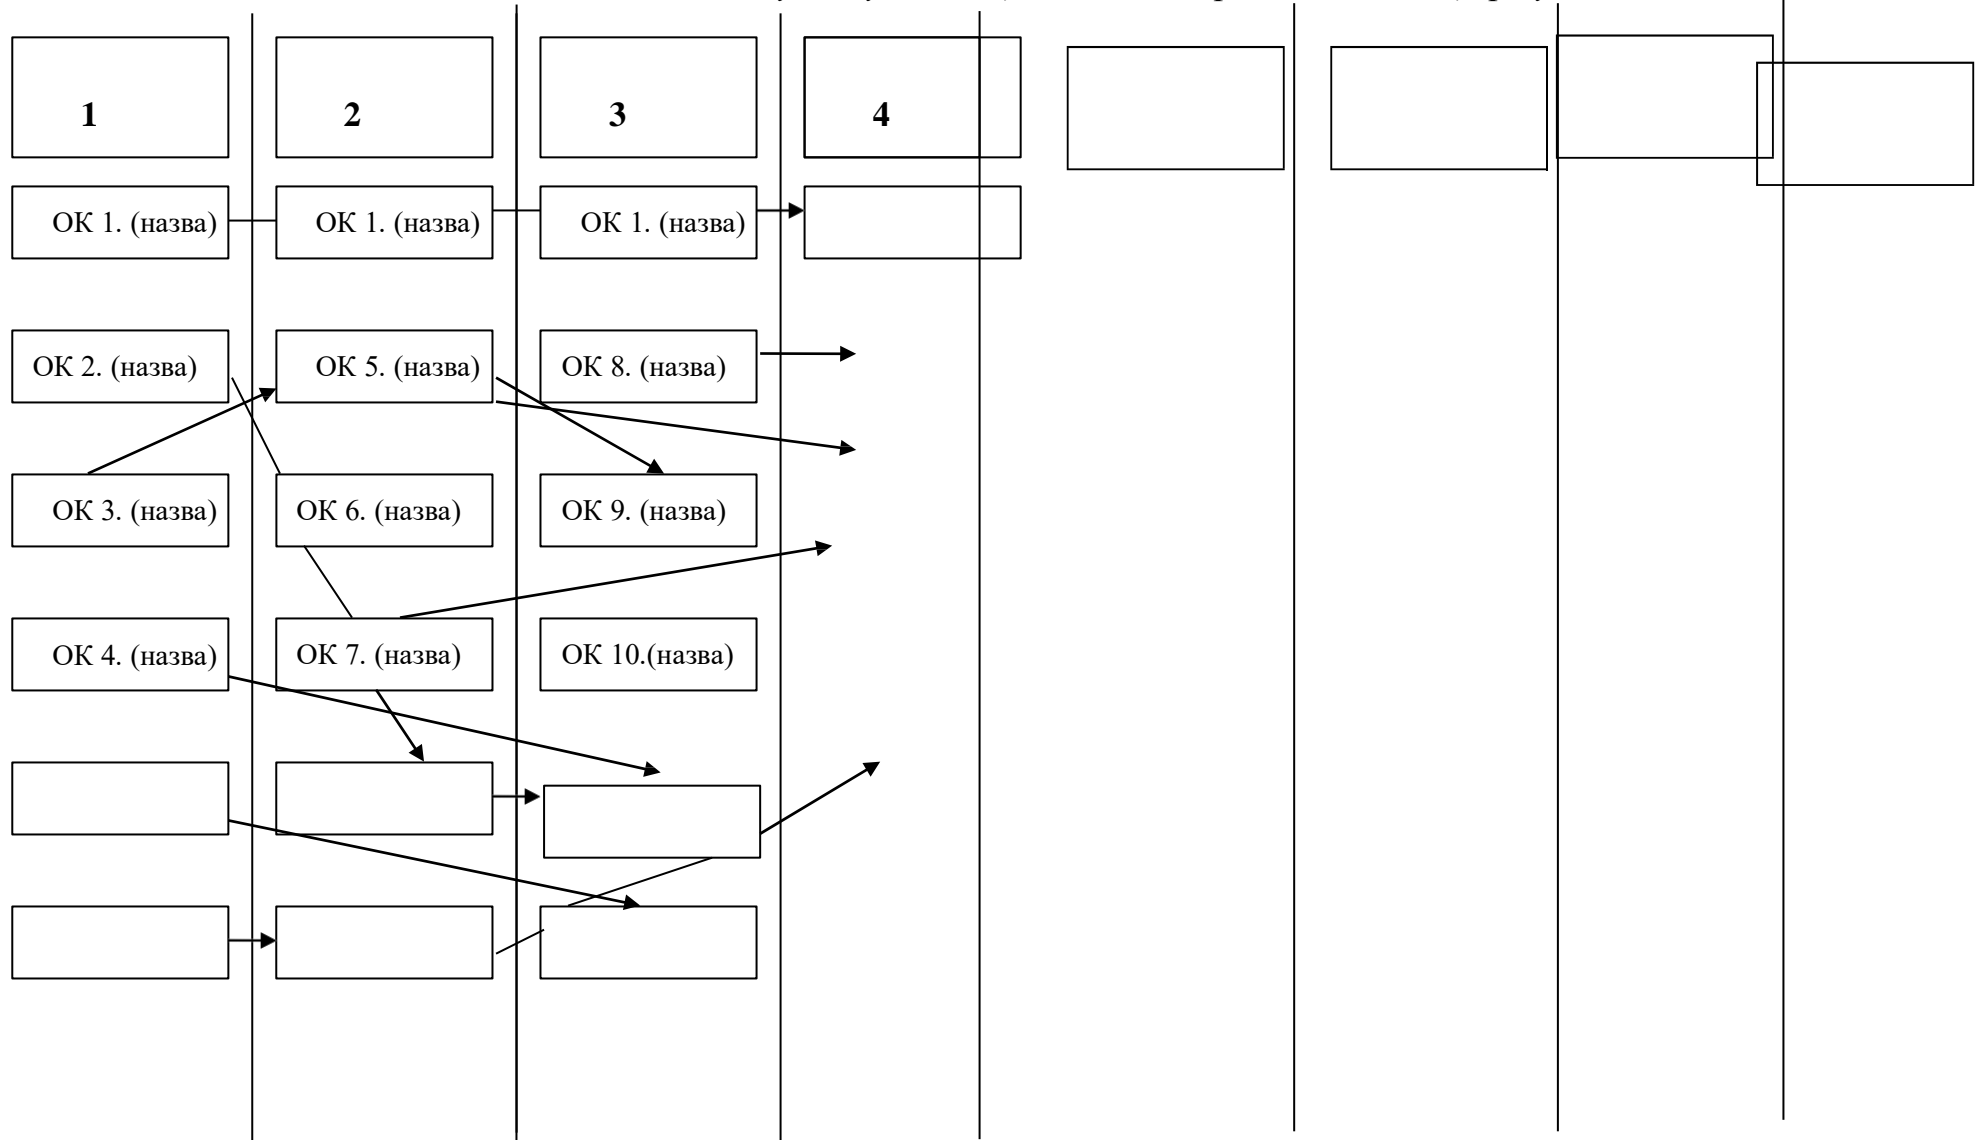 1 2 3 4
ОК 1. (назва) ОК 1. (назва) ОК 1. (назва)
ОК 2. (назва) ОК 5. (назва) ОК 8. (назва)
ОК 3. (назва) ОК 6. (назва) ОК 9. (назва)
ОК 4. (назва) ОК 7. (назва) ОК 10.(назва)